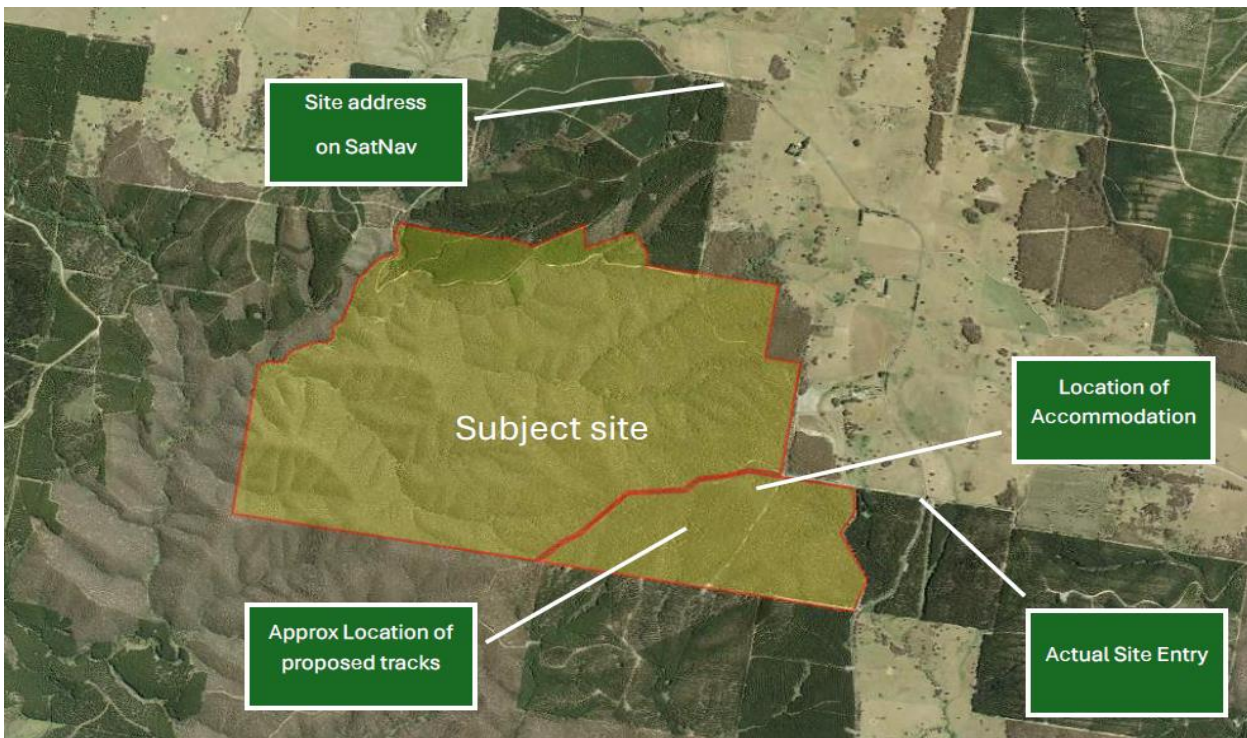 Site address
on SatNav
Subject site
Location of
Accommodation
Approx Location of
proposed tracks
Actual Site Entry